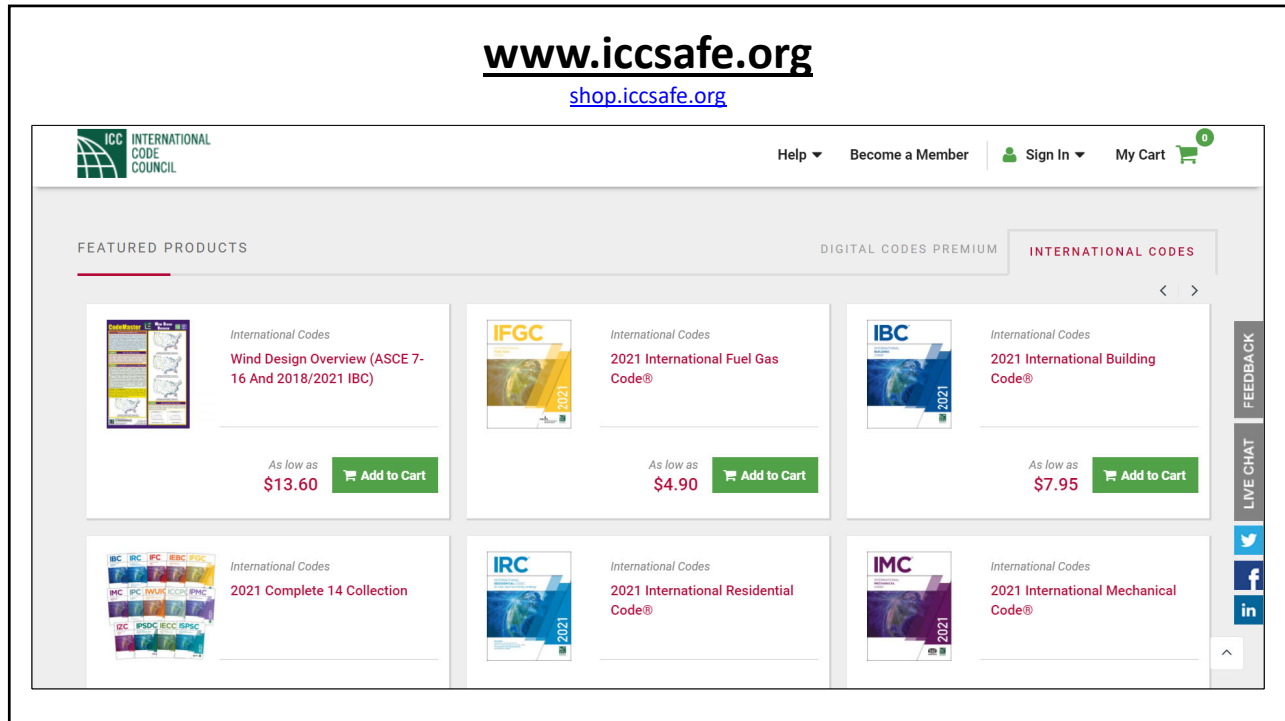 www.iccsafe.org
shop.iccsafe.org
ICC INTERNATIONAL
CODE
COUNCIL
Help
Become a Member
Sign In
My Cart
0
FEATURED PRODUCTS
DIGITAL CODES PREMIUM
INTERNATIONAL CODES
CodeMaster
International Codes
Wind Design Overview (ASCE 7-
16 And 2018/2021 IBC)
As low as
$13.60
Add to Cart
IFGC
2021
International Codes
2021 International Fuel Gas
Code®
As low as
$4.90
Add to Cart
IBC
2021
International Codes
2021 International Building
Code®
As low as
$7.95
Add to Cart
FEEDBACK
LIVE CHAT
IBC IRC IFC IEBC IFGC
IMC IPC IWUIC ICCPC IPMC
IZC IPSDC IECC ISPSC
International Codes
2021 Complete 14 Collection
IRC
2021
International Codes
2021 International Residential
Code®
IMC
2021
International Codes
2021 International Mechanical
Code®
in